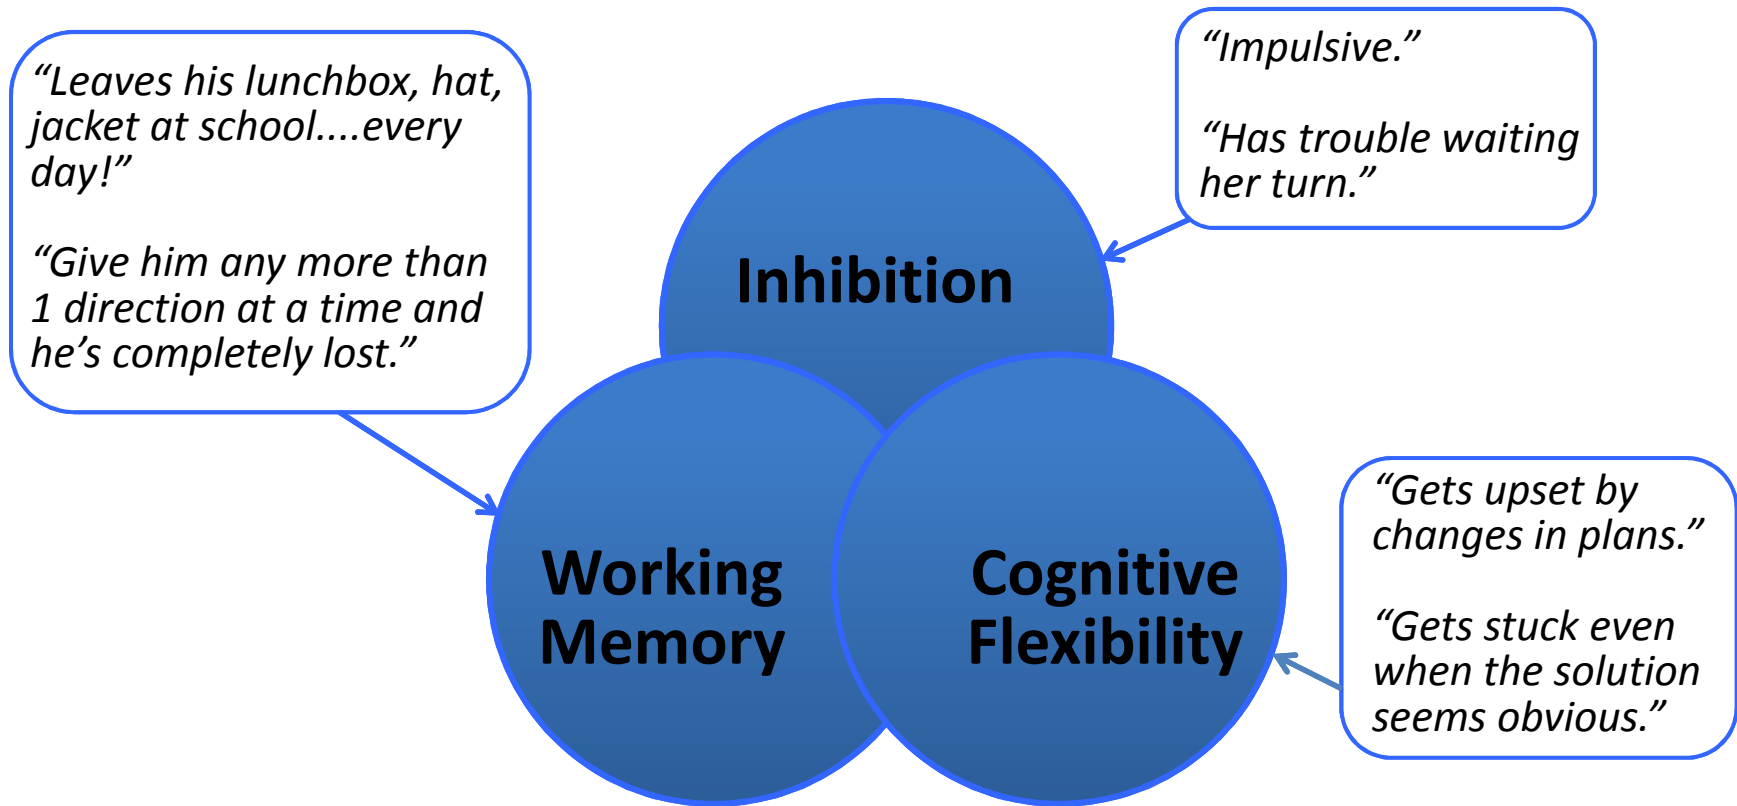 “Leaves his lunchbox, hat,
jacket at school....every
day!”
“Give him any more than
1 direction at a time and
he’s completely lost.”
“Impulsive.”
“Has trouble waiting
her turn.”
Inhibition
Working
Memory
Cognitive
Flexibility
“Gets upset by
changes in plans.”
“Gets stuck even
when the solution
seems obvious.”